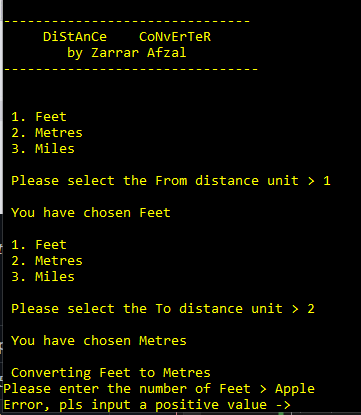 ---------------------------------
DiStAnCe CoNvErTeR
by Zarrar Afzal
---------------------------------
1. Feet
2. Metres
3. Miles
Please select the From distance unit > 1
You have chosen Feet
1. Feet
2. Metres
3. Miles
Please select the To distance unit > 2
You have chosen Metres
Converting Feet to Metres
Please enter the number of Feet > Apple
Error, pls input a positive value ->